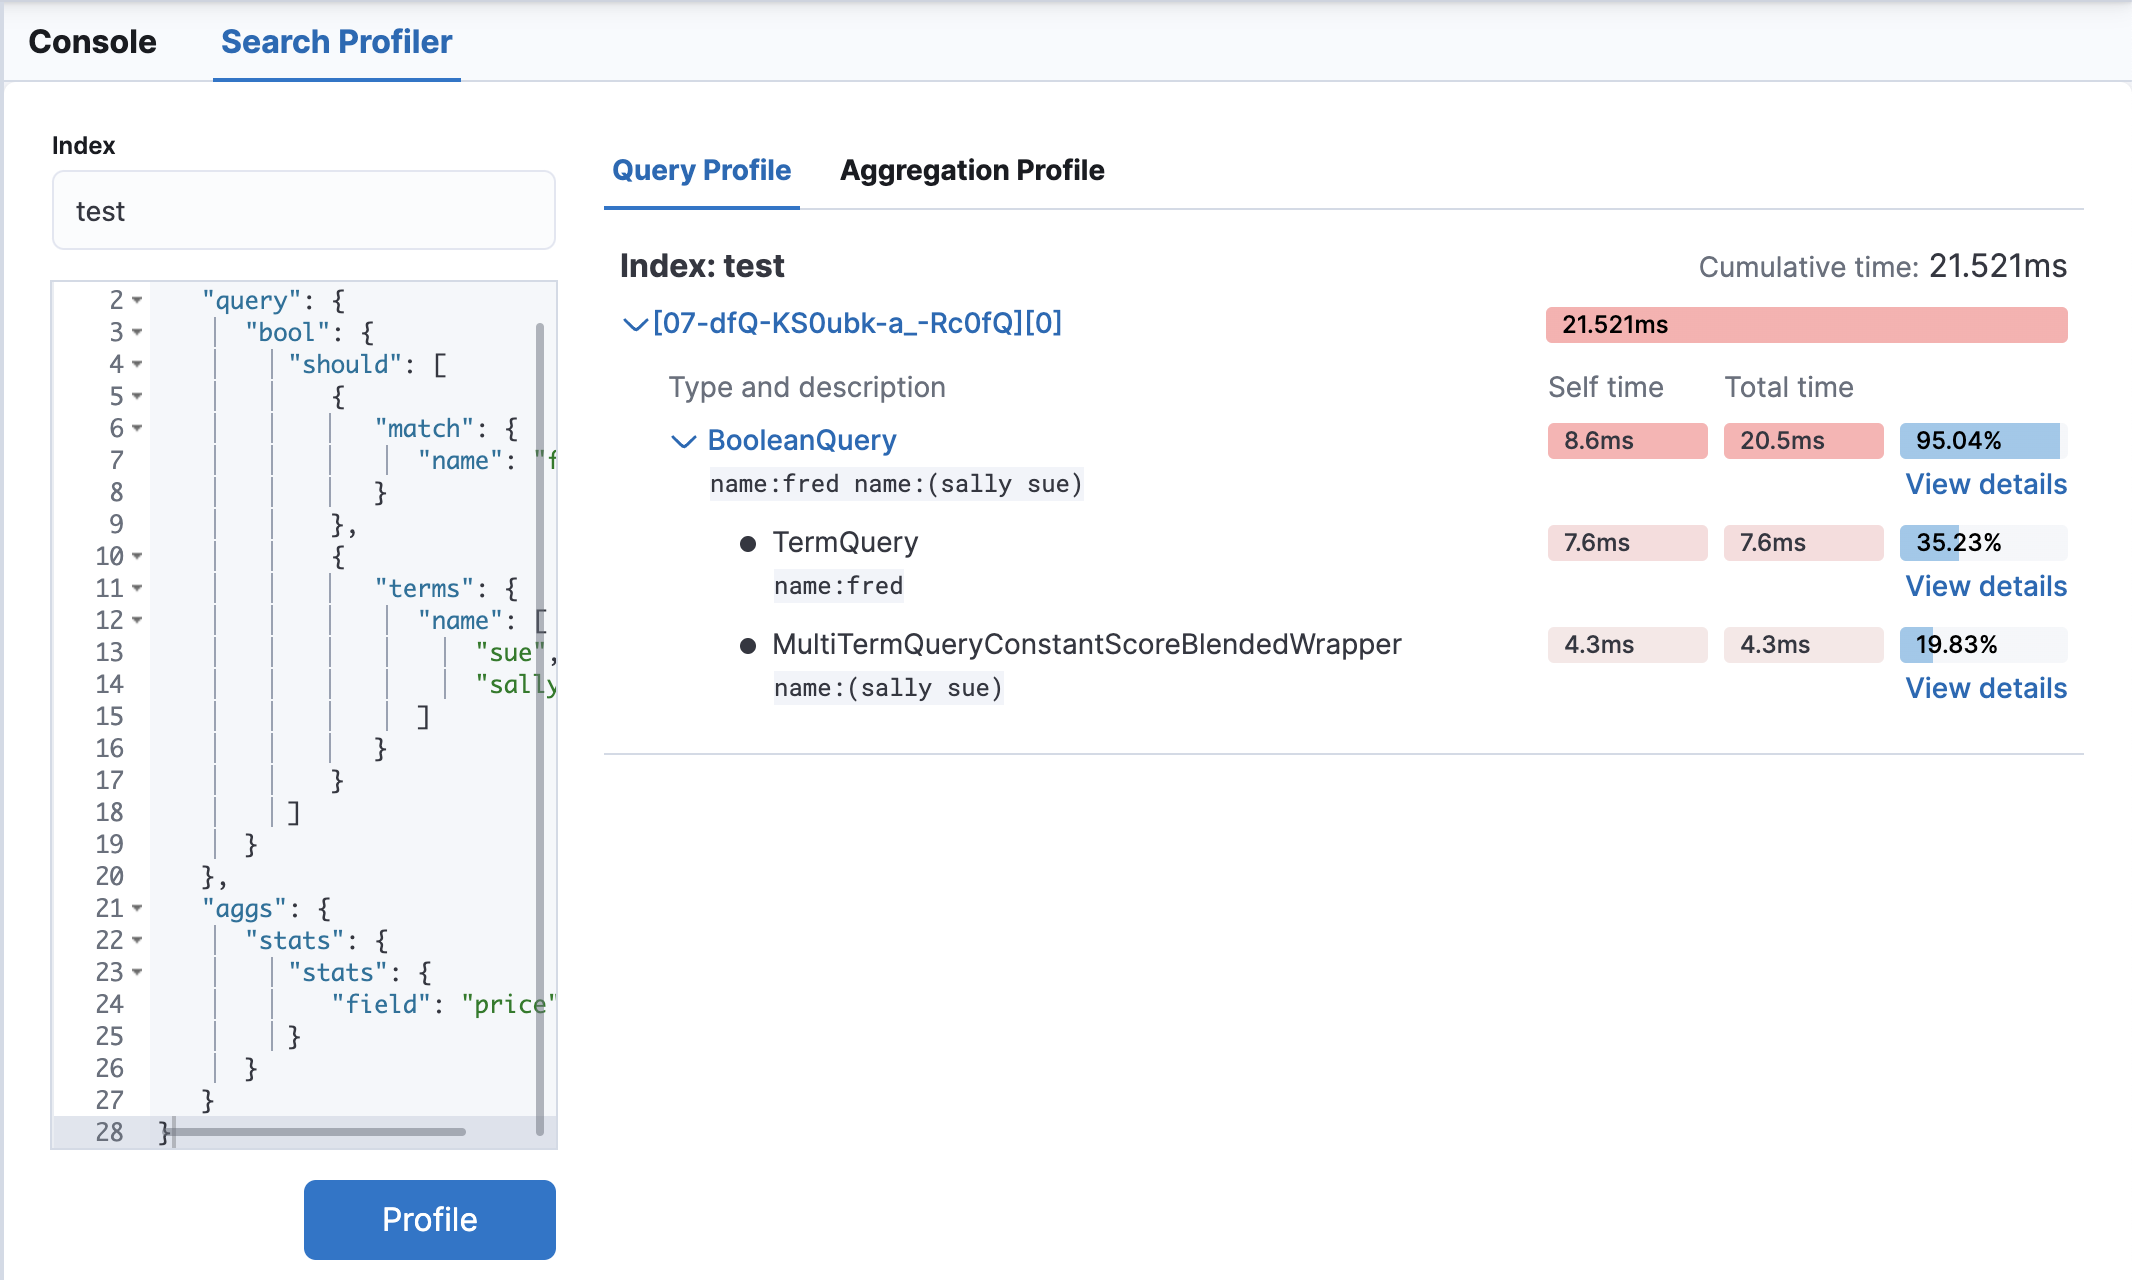 Console Search Profiler
Index
test
2 "query": {
3 "bool": {
4 "should": [
5 {
6 "match": {
7 "name": "f
8 }
9 },
10 {
11 "terms": {
12 "name": [
13 "sue",
14 "sally
15 ]
16 }
17 }
18 ]
19 }
20 },
21 "aggs": {
22 "stats": {
23 "stats": {
24 "field": "price"
25 }
26 }
27 }
28 }
Profile
Query Profile Aggregation Profile
Index: test Cumulative time: 21.521ms
[07-dfQ-KS0ubk-a_-Rc0fQ][0] 21.521ms
Type and description Self time Total time
BooleanQuery 8.6ms 20.5ms 95.04%
name:fred name:(sally sue) View details
TermQuery 7.6ms 7.6ms 35.23%
name:fred View details
MultiTermQueryConstantScoreBlendedWrapper 4.3ms 4.3ms 19.83%
name:(sally sue) View details